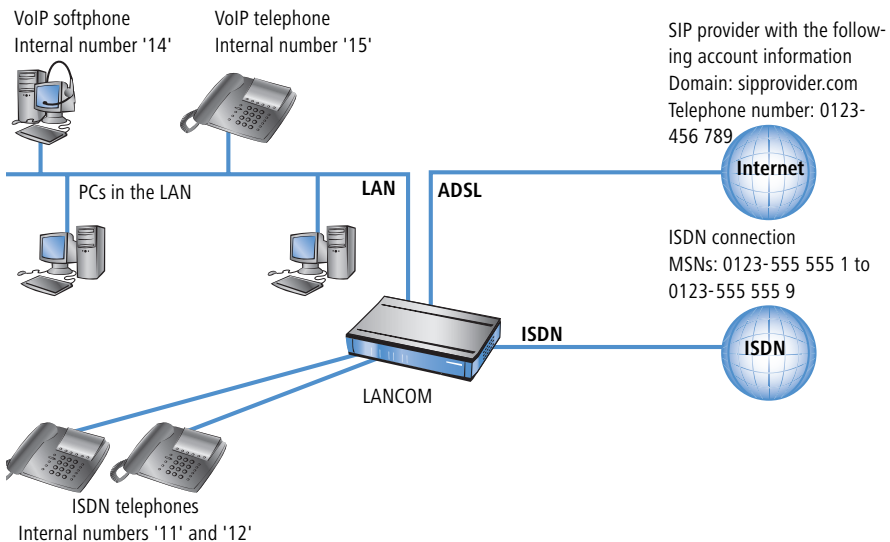 VoIP softphone
Internal number '14'
VoIP telephone
Internal number '15'
SIP provider with the follow-
ing account information
Domain: sipprovider.com
Telephone number: 0123-
456 789
Internet
PCs in the LAN
LAN
ADSL
ISDN connection
MSNs: 0123-555 555 1 to
0123-555 555 9
ISDN
ISDN
LANCOM
ISDN telephones
Internal numbers '11' and '12'